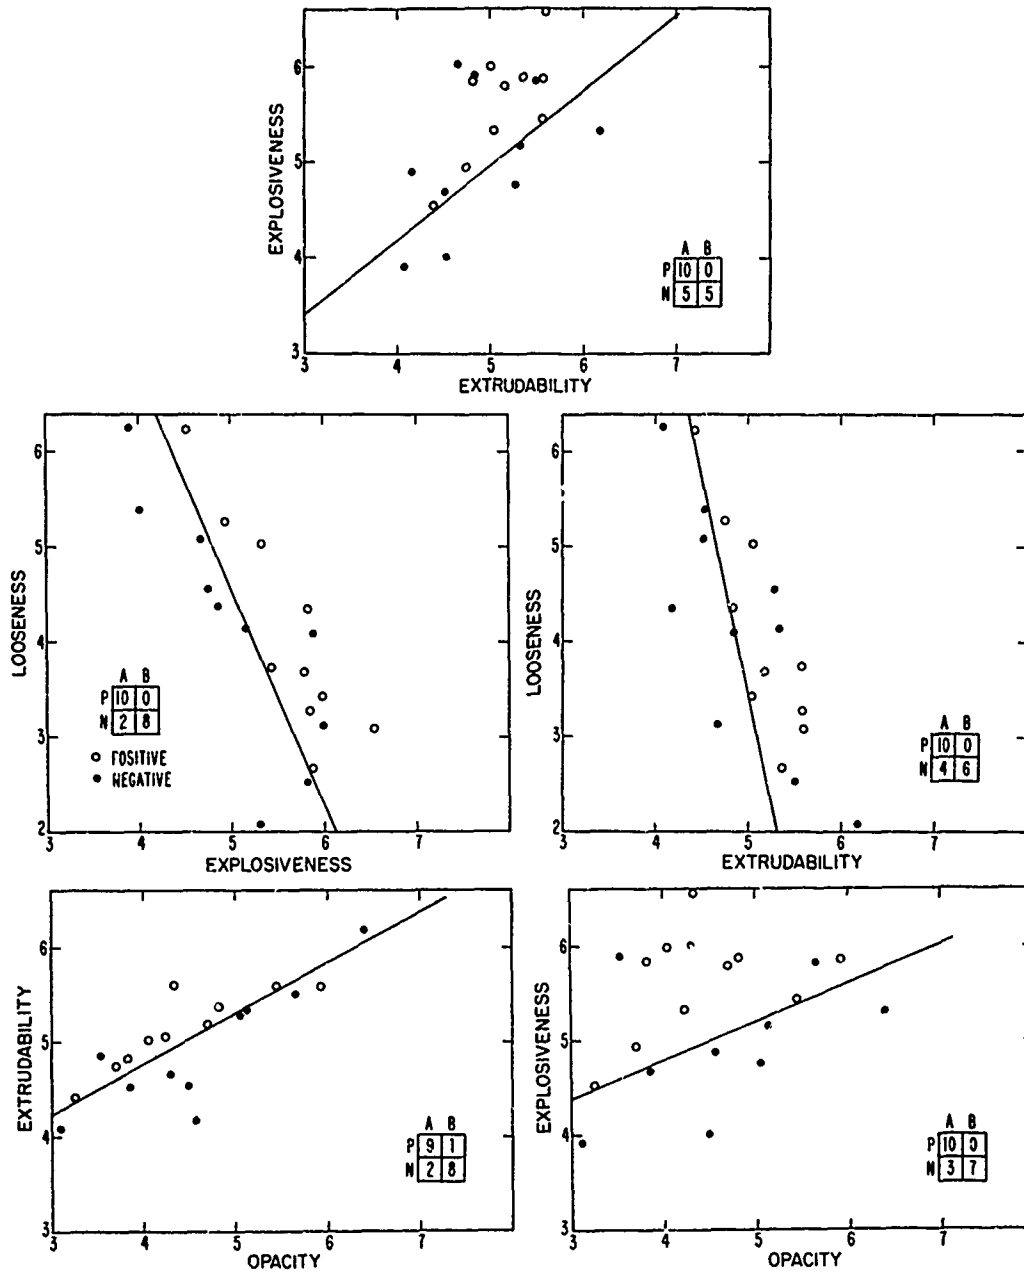 EXPLOSIVENESS
6
5
4
3
3 4 5 6 7
EXTRUDABILITY
A B
P 10 0
N 5 5
LOOSENESS
6
5
4
3
2
3 4 5 6 7
EXPLOSIVENESS
A B
P 10 0
N 2 8
POSITIVE
NEGATIVE
LOOSENESS
6
5
4
3
2
3 4 5 6 7
EXTRUDABILITY
A B
P 10 0
N 4 6
EXTRUDABILITY
6
5
4
3
3 4 5 6 7
OPACITY
A B
P 9 1
N 2 8
EXPLOSIVENESS
6
5
4
3
3 4 5 6 7
OPACITY
A B
P 10 0
N 3 7